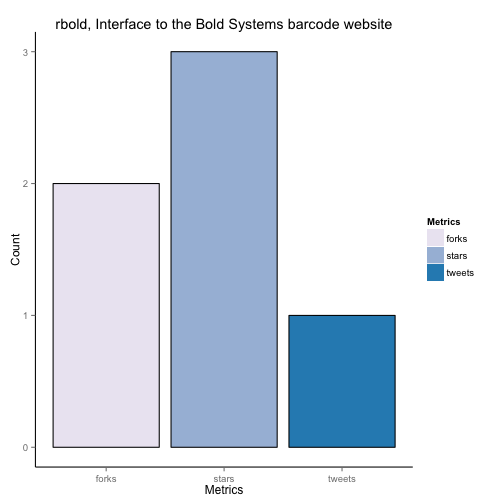 rbold, Interface to the Bold Systems barcode website
3
2
1
0
Count
forks
stars
tweets
Metrics
Metrics
forks
stars
tweets